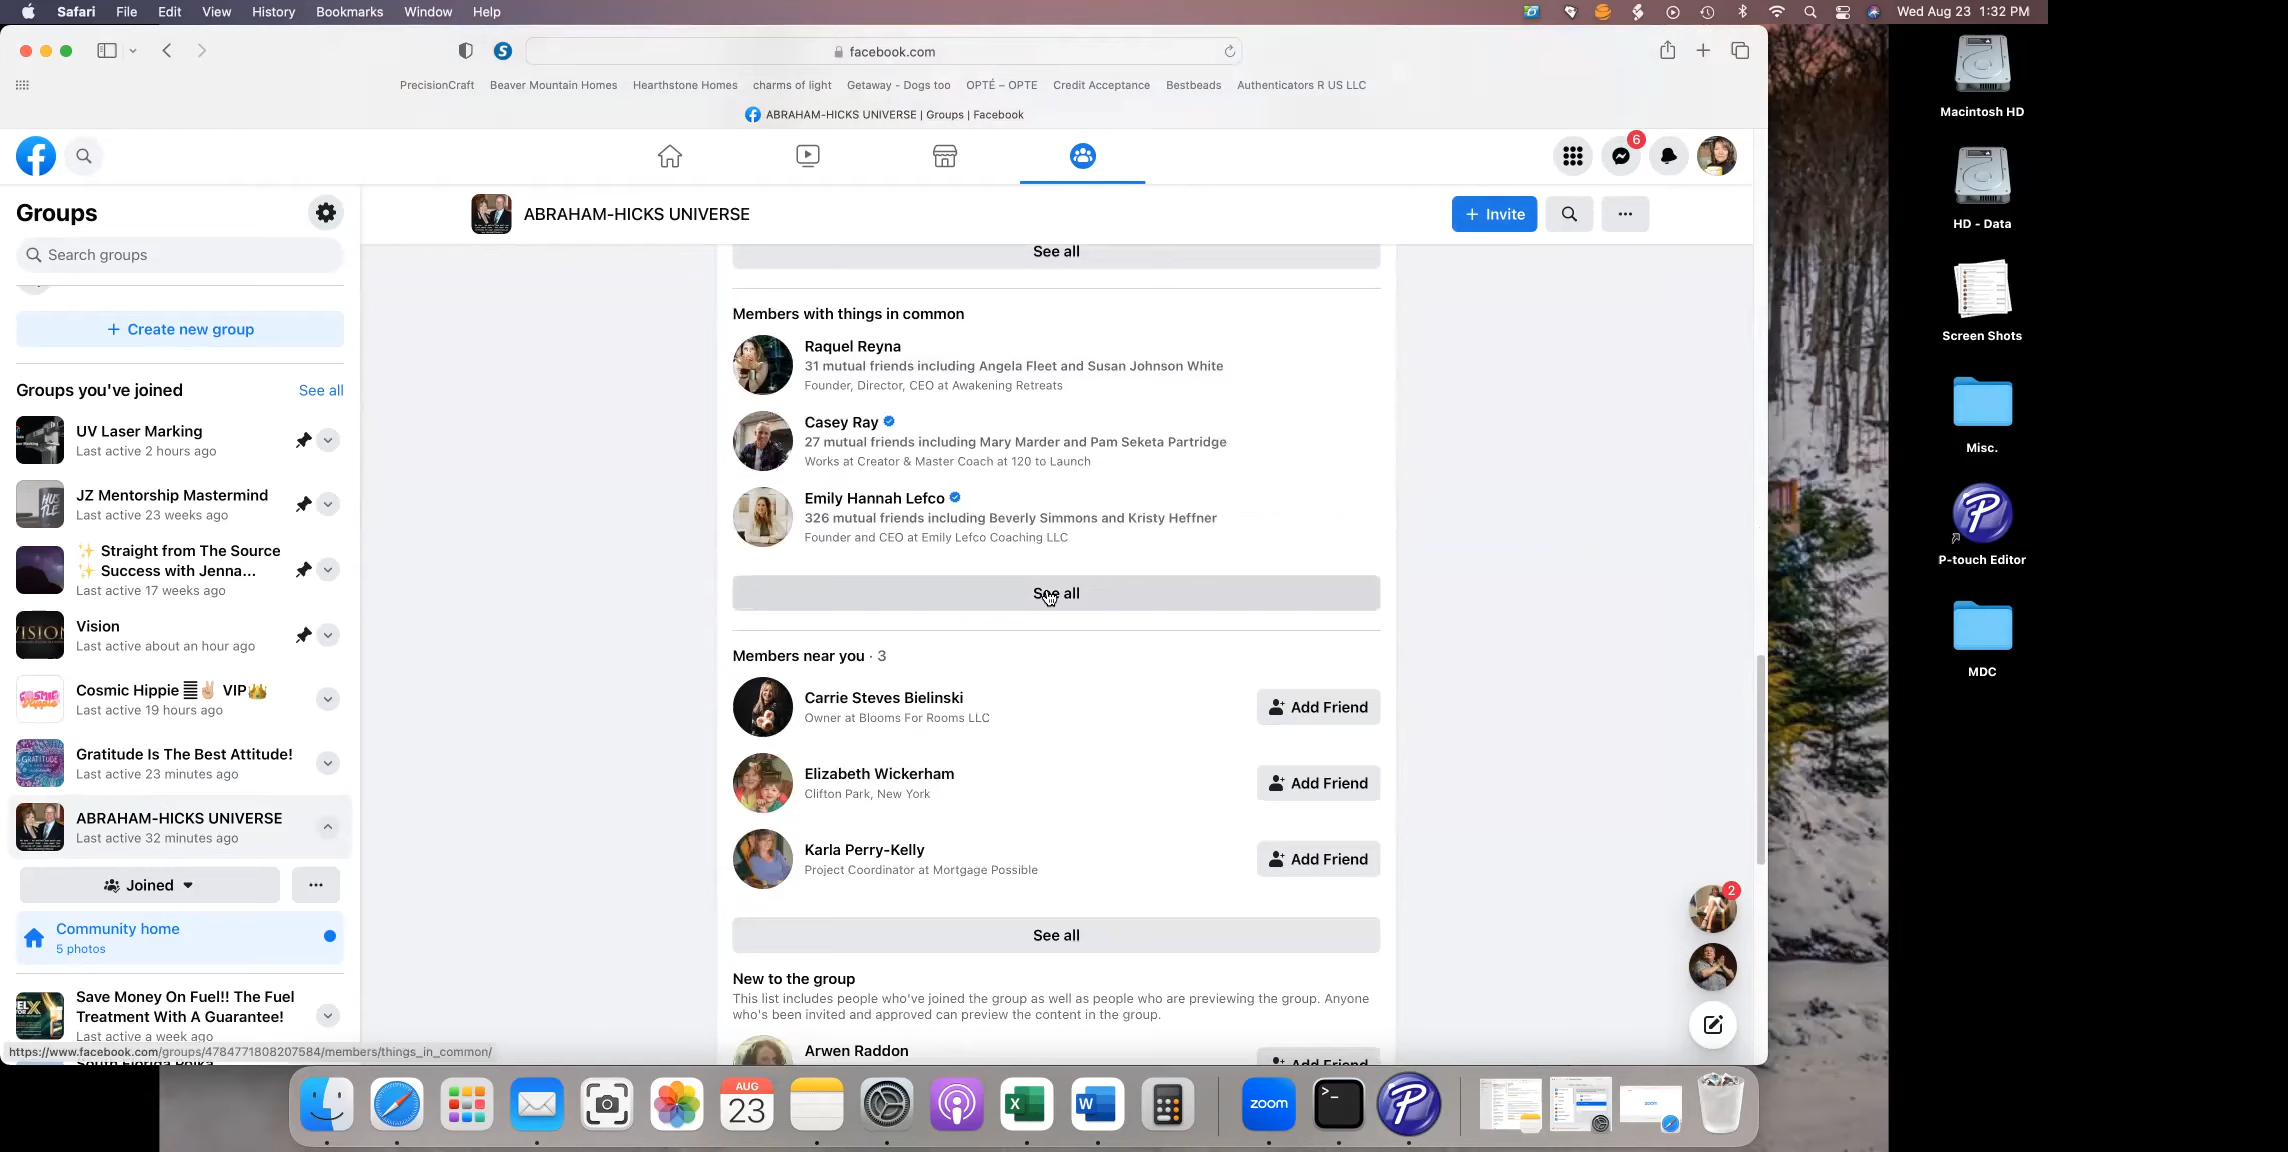 Safari File Edit View History Bookmarks Window Help
Wed Aug 23 1:32 PM
facebook.com
PrecisionCraft Beaver Mountain Homes Hearthstone Homes charms of light Getaway - Dogs too OPTÉ – OPTE Credit Acceptance Bestbeads Authenticators R US LLC
ABRAHAM-HICKS UNIVERSE | Groups | Facebook
6
Groups
Search groups
+ Create new group
Groups you've joined
See all
UV Laser Marking
Last active 2 hours ago
JZ Mentorship Mastermind
Last active 23 weeks ago
✨ Straight from The Source
✨ Success with Jenna...
Last active 17 weeks ago
Vision
Last active about an hour ago
Cosmic Hippie VIP
Last active 19 hours ago
Gratitude Is The Best Attitude!
Last active 23 minutes ago
ABRAHAM-HICKS UNIVERSE
Last active 32 minutes ago
Joined
Community home
5 photos
Save Money On Fuel!! The Fuel
Treatment With A Guarantee!
Last active a week ago
https://www.facebook.com/groups/4784771808207584/members/things_in_common/
ABRAHAM-HICKS UNIVERSE
+ Invite
See all
Members with things in common
Raquel Reyna
31 mutual friends including Angela Fleet and Susan Johnson White
Founder, Director, CEO at Awakening Retreats
Casey Ray
27 mutual friends including Mary Marder and Pam Seketa Partridge
Works at Creator & Master Coach at 120 to Launch
Emily Hannah Lefco
326 mutual friends including Beverly Simmons and Kristy Heffner
Founder and CEO at Emily Lefco Coaching LLC
See all
Members near you · 3
Carrie Steves Bielinski
Owner at Blooms For Rooms LLC
Add Friend
Elizabeth Wickerham
Clifton Park, New York
Add Friend
Karla Perry-Kelly
Project Coordinator at Mortgage Possible
Add Friend
See all
New to the group
This list includes people who've joined the group as well as people who are previewing the group. Anyone
who's been invited and approved can preview the content in the group.
Arwen Raddon
Add Friend
2
Macintosh HD
HD - Data
Screen Shots
Misc.
P-touch Editor
MDC
AUG
23
zoom